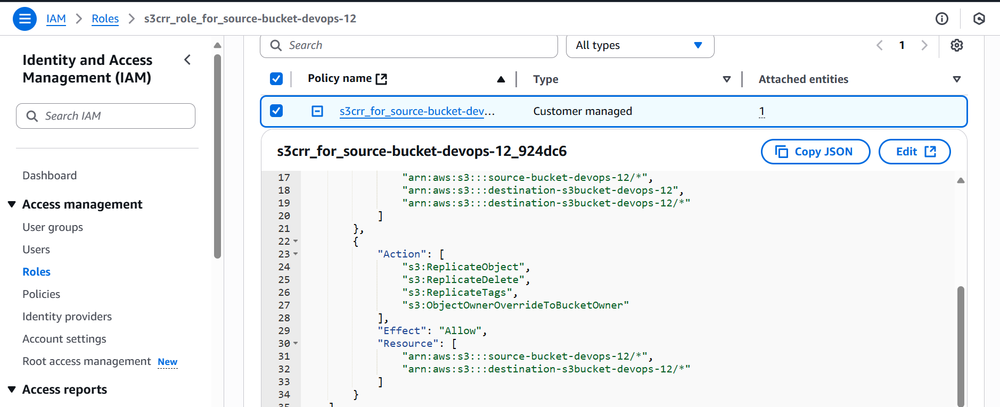 IAM > Roles > s3crr_role_for_source-bucket-devops-12
Identity and Access Management (IAM)
Search IAM
Dashboard
Access management
User groups
Users
Roles
Policies
Identity providers
Account settings
Root access management New
Access reports
Search
All types
1
Policy name
Type
Attached entities
s3crr_for_source-bucket-dev...
Customer managed
1
s3crr_for_source-bucket-devops-12_924dc6
Copy JSON
Edit
17 "arn:aws:s3:::source-bucket-devops-12/*",
18 "arn:aws:s3:::destination-s3bucket-devops-12",
19 "arn:aws:s3:::destination-s3bucket-devops-12/*"
20 ]
21 },
22 {
23 "Action": [
24 "s3:ReplicateObject",
25 "s3:ReplicateDelete",
26 "s3:ReplicateTags",
27 "s3:ObjectOwnerOverrideToBucketOwner"
28 ],
29 "Effect": "Allow",
30 "Resource": [
31 "arn:aws:s3:::source-bucket-devops-12/*",
32 "arn:aws:s3:::destination-s3bucket-devops-12/*"
33 ]
34 }
35 ]